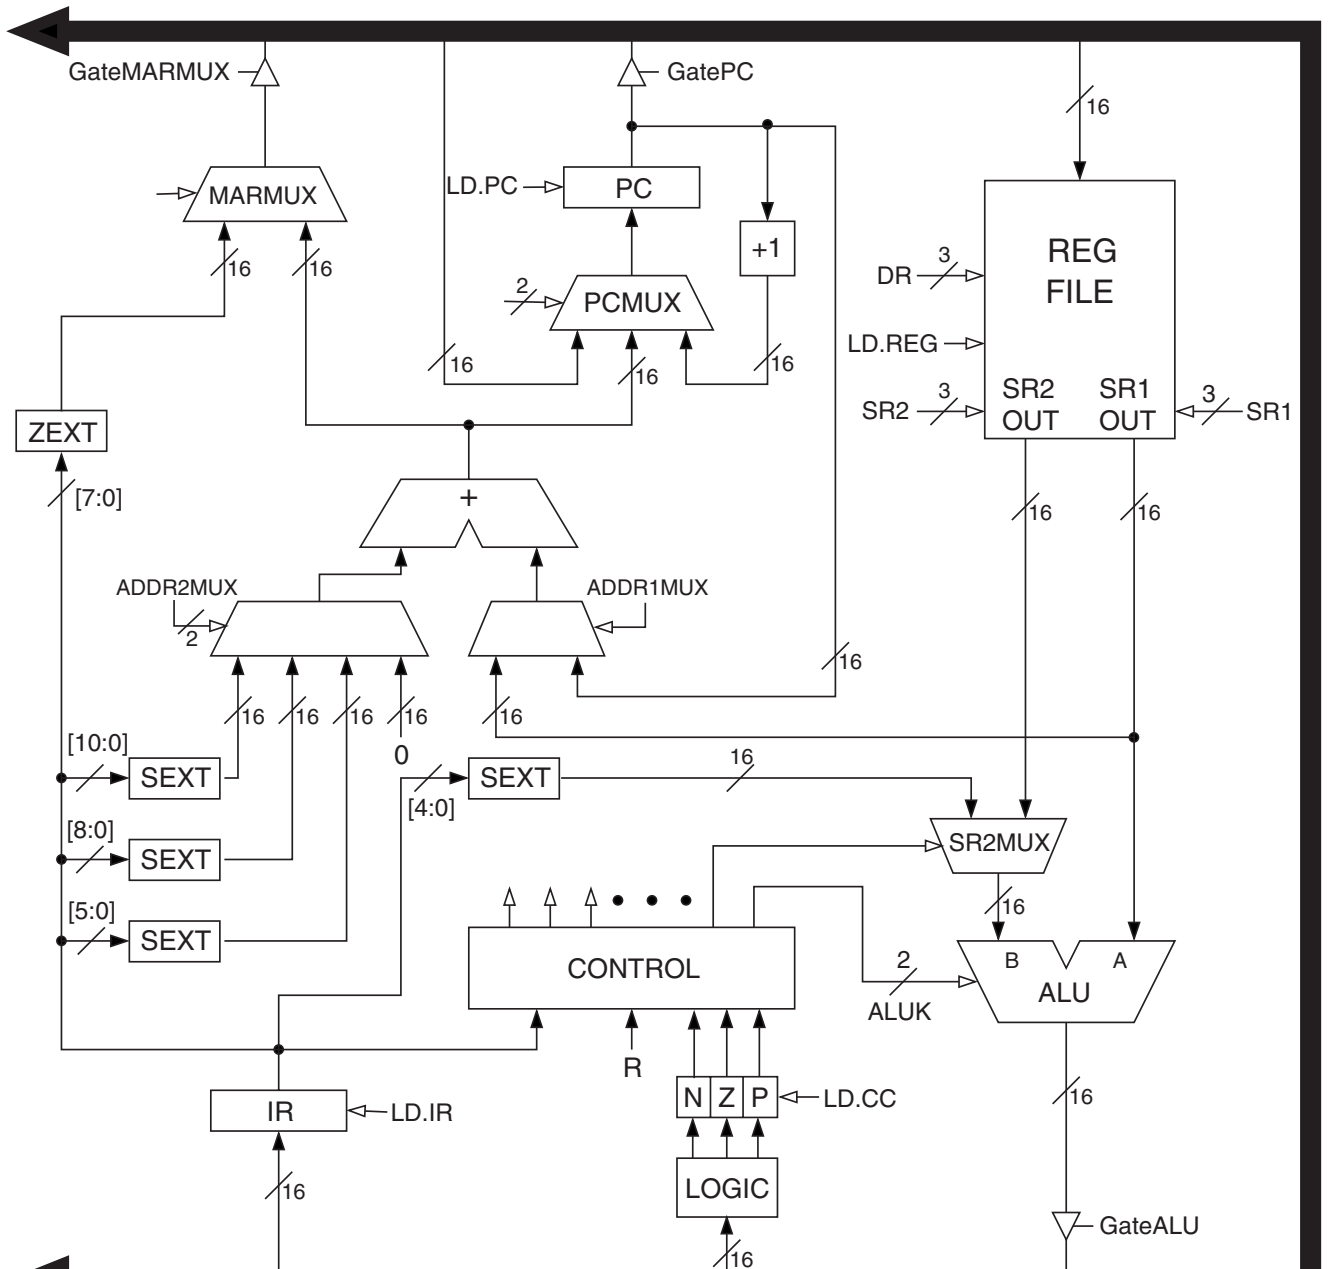 GateMARMUX
GatePC
16
MARMUX
LD.PC
PC
16
16
+1
REG
FILE
3
DR
2
PCMUX
LD.REG
16
16
16
SR2
OUT
SR1
OUT
3
SR2
3
SR1
ZEXT
[7:0]
+
16
16
ADDR2MUX
2
ADDR1MUX
16
16
16
16
16
16
[10:0]
SEXT
0
SEXT
16
[4:0]
[8:0]
SEXT
SR2MUX
16
[5:0]
SEXT
CONTROL
2
ALUK
B
A
ALU
R
IR
LD.IR
N Z P
LD.CC
16
16
LOGIC
16
GateALU